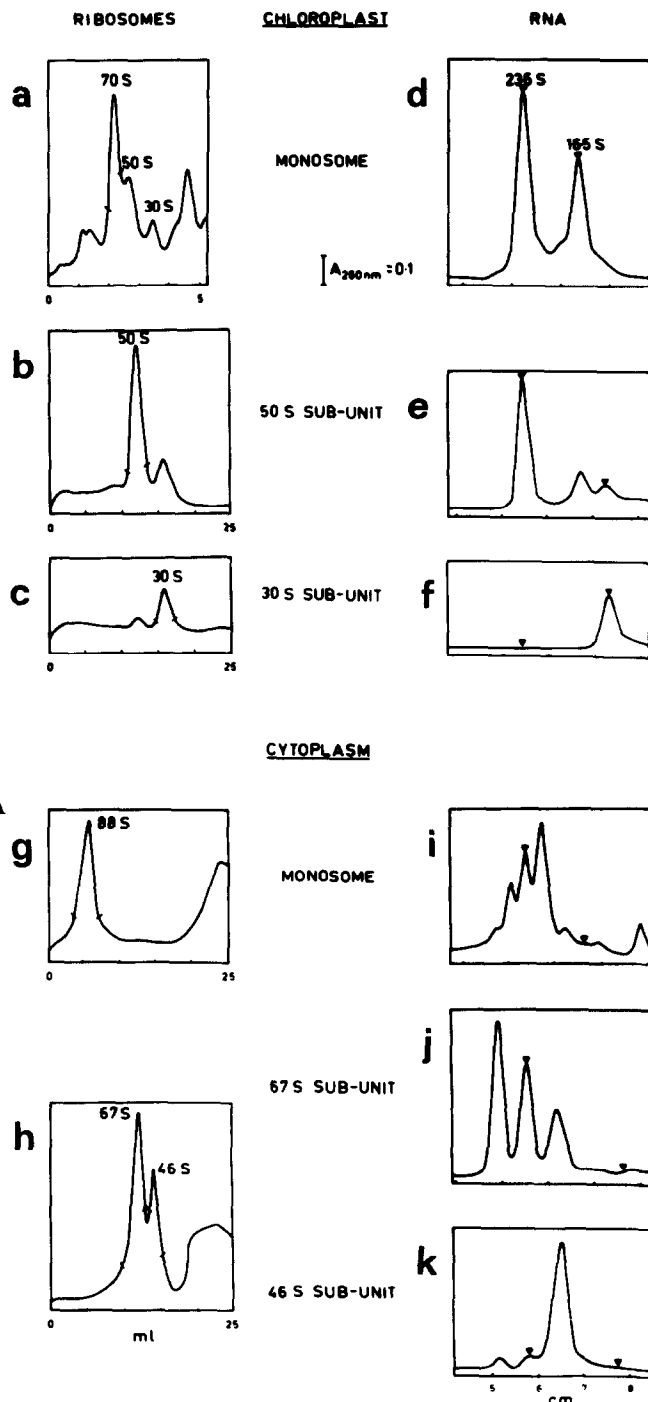 RIBOSOMES CHLOROPLAST RNA
a 70 S 50 S 30 S 0 5
MONOSOME
A260nm = 0·1
d 23S S 16S S
b 50 S 25 0
50 S SUB-UNIT
e
c 30 S 0 25
30 S SUB-UNIT
f
CYTOPLASM
g 88 S 0 25
MONOSOME
i
67 S SUB-UNIT
j
h 67 S 46 S 0 25
ml
46 S SUB-UNIT
k
5 6 7 8
cm